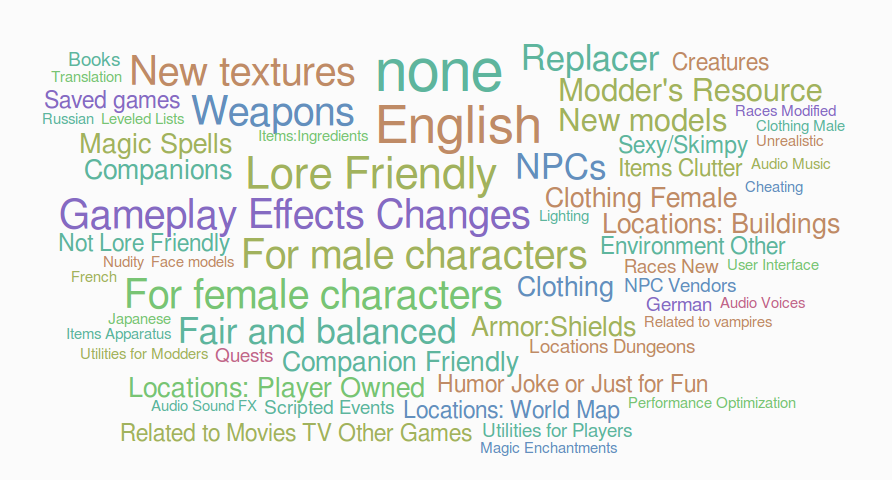 Books
New textures
none
Replacer
Creatures
Translation
Saved games
Weapons
English
Modder's Resource
Russian
Leveled Lists
New models
Races Modified
Clothing Male
Magic Spells
Items:Ingredients
Sexy/Skimpy
Unrealistic
Companions
Lore Friendly
NPCs
Items Clutter
Audio Music
Cheating
Gameplay Effects Changes
Clothing Female
Lighting
Locations: Buildings
Not Lore Friendly
For male characters
Environment Other
Nudity
Face models
Races New
User Interface
French
For female characters
Clothing
NPC Vendors
German
Audio Voices
Japanese
Items Apparatus
Fair and balanced
Armor:Shields
Related to vampires
Utilities for Modders
Quests
Companion Friendly
Locations Dungeons
Locations: Player Owned
Humor Joke or Just for Fun
Audio Sound FX
Scripted Events
Locations: World Map
Performance Optimization
Related to Movies TV Other Games
Utilities for Players
Magic Enchantments